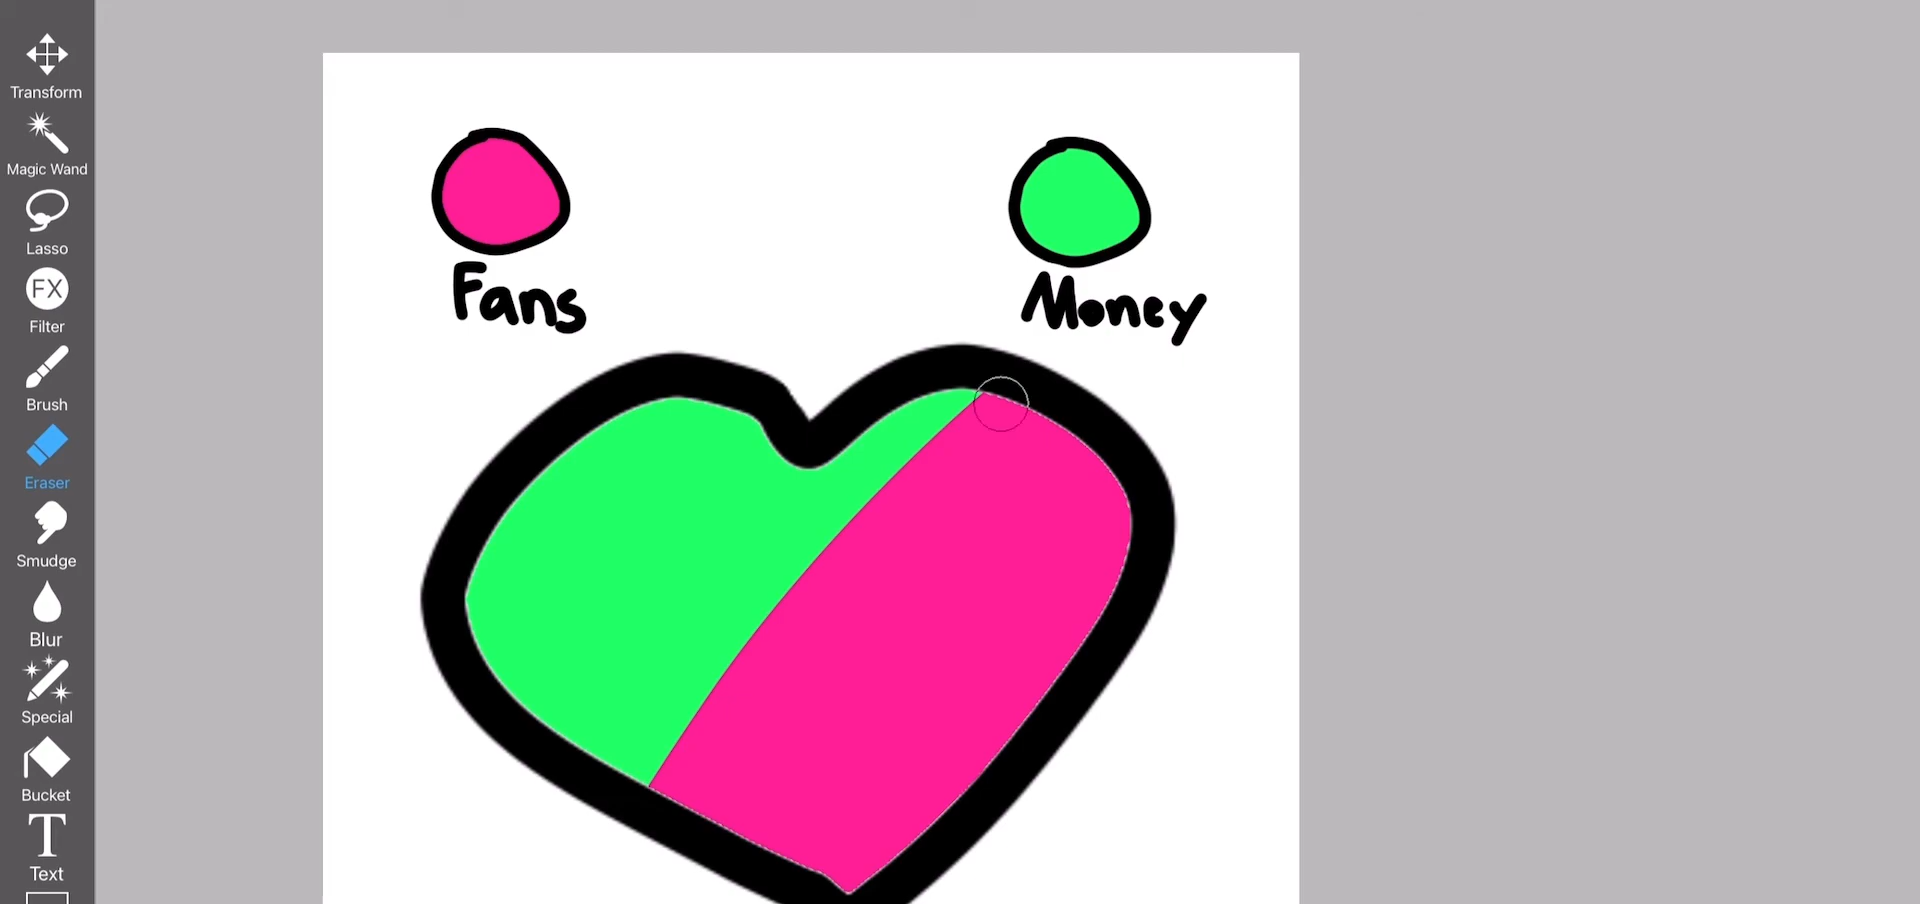 Transform
Magic Wand
Lasso
FX
Filter
Brush
Eraser
Smudge
Blur
Special
Bucket
T
Text
Fans
Money